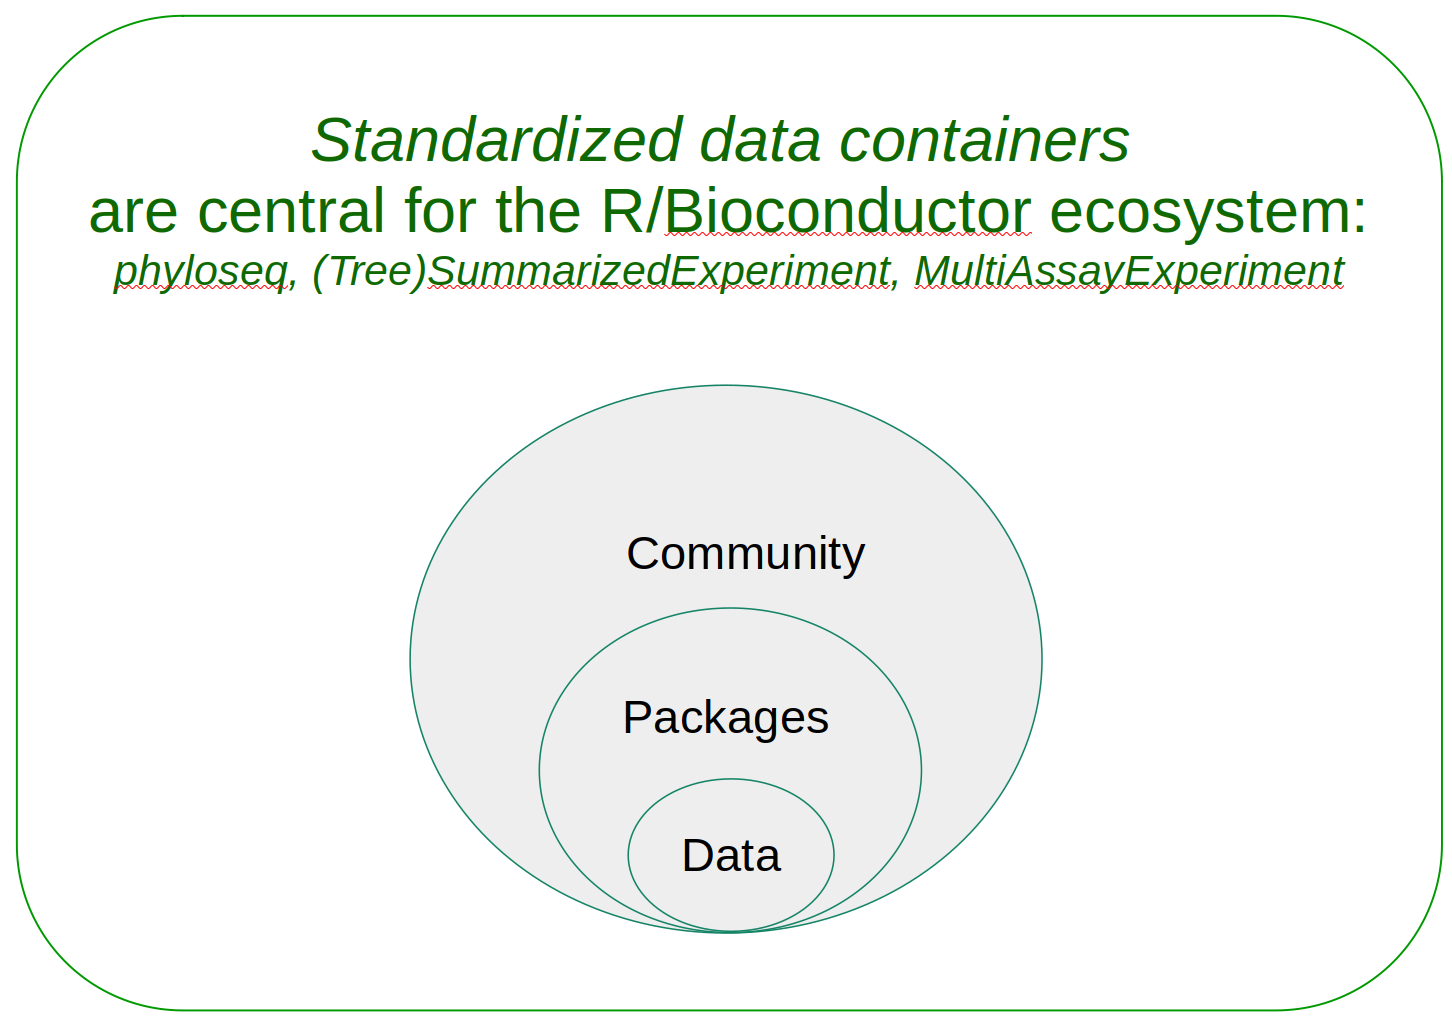 Standardized data containers
are central for the R/Bioconductor ecosystem:
phyloseq, (Tree)SummarizedExperiment, MultiAssayExperiment
Community
Packages
Data